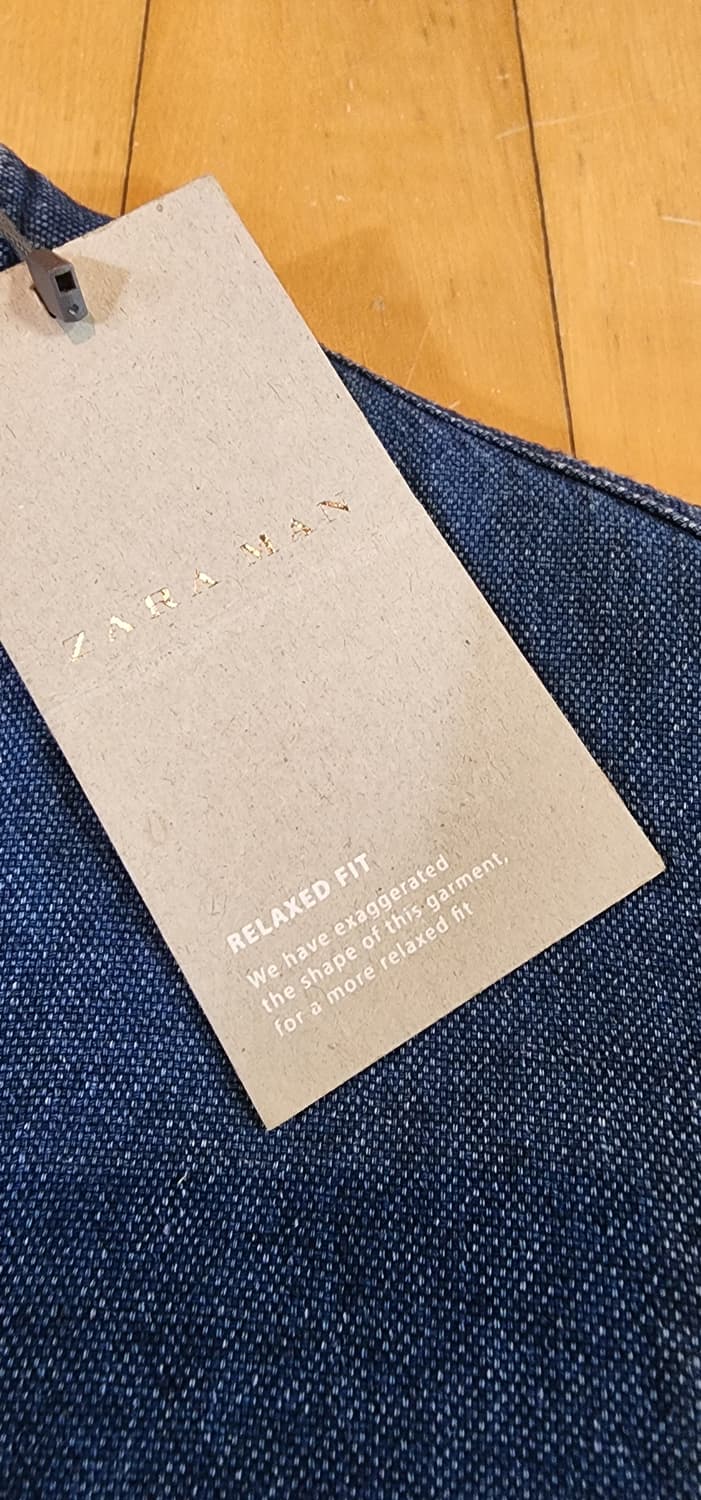 ZARA MAN
RELAXED FIT
We have exaggerated
the shape of this garment,
for a more relaxed fit